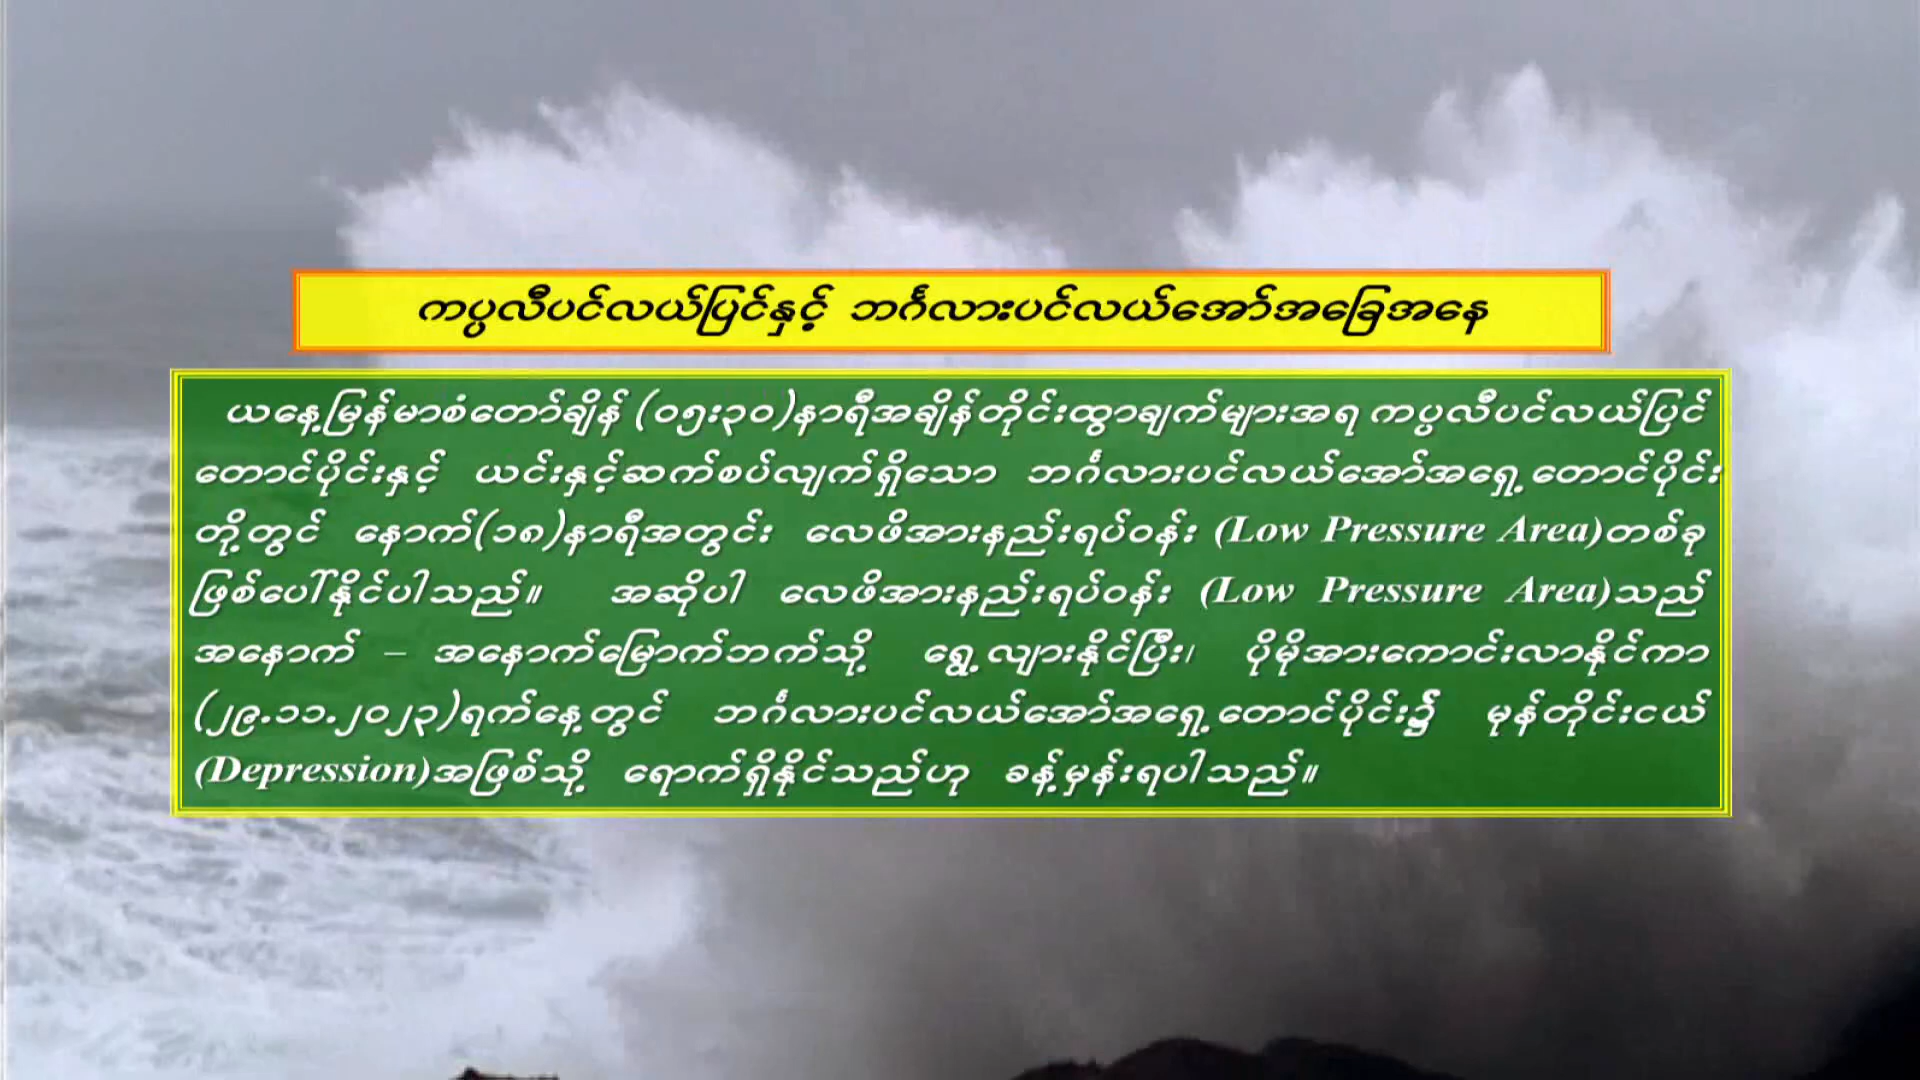 ကပ္ပလီပင်လယ်ပြင်နှင့် ဘင်္ဂလားပင်လယ်အော်အခြေအနေ
ယနေ့မြန်မာစံတော်ချိန် (၀၅း၃၀)နာရီအချိန်တိုင်းထွာချက်များအရ ကပ္ပလီပင်လယ်ပြင်
တောင်ပိုင်းနှင့် ယင်းနှင့်ဆက်စပ်လျက်ရှိသော ဘင်္ဂလားပင်လယ်အော်အရှေ့တောင်ပိုင်း
တို့တွင် နောက်(၁၈)နာရီအတွင်း လေဖိအားနည်းရပ်ဝန်း (Low Pressure Area)တစ်ခု
ဖြစ်ပေါ်နိုင်ပါသည်။ အဆိုပါ လေဖိအားနည်းရပ်ဝန်း (Low Pressure Area)သည်
အနောက် – အနောက်မြောက်ဘက်သို့ ရွေ့လျားနိုင်ပြီး၊ ပိုမိုအားကောင်းလာနိုင်ကာ
(၂၉.၁၁.၂၀၂၃)ရက်နေ့တွင် ဘင်္ဂလားပင်လယ်အော်အရှေ့တောင်ပိုင်း၌ မုန်တိုင်းငယ်
(Depression)အဖြစ်သို့ ရောက်ရှိနိုင်သည်ဟု ခန့်မှန်းရပါသည်။